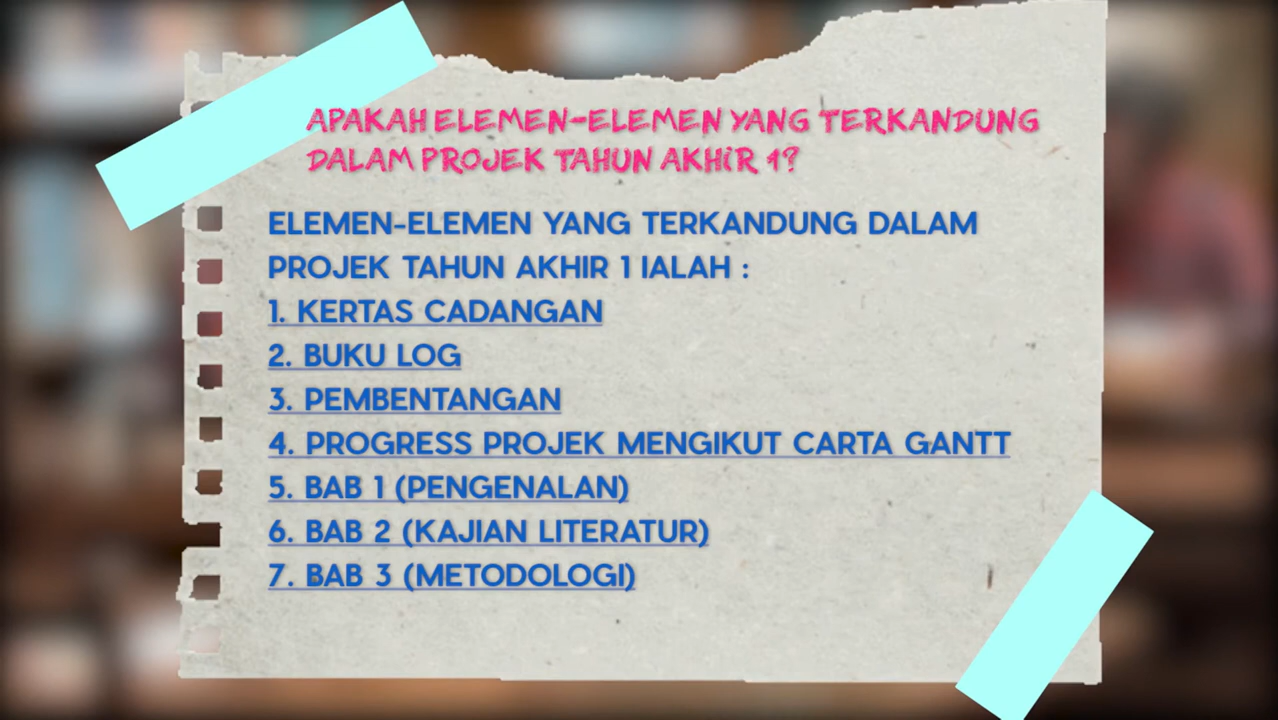 APAKAH ELEMEN-ELEMEN YANG TERKANDUNG
DALAM PROJEK TAHUN AKHIR 1?
ELEMEN-ELEMEN YANG TERKANDUNG DALAM
PROJEK TAHUN AKHIR 1 IALAH :
1. KERTAS CADANGAN
2. BUKU LOG
3. PEMBENTANGAN
4. PROGRESS PROJEK MENGIKUT CARTA GANTT
5. BAB 1 (PENGENALAN)
6. BAB 2 (KAJIAN LITERATUR)
7. BAB 3 (METODOLOGI)